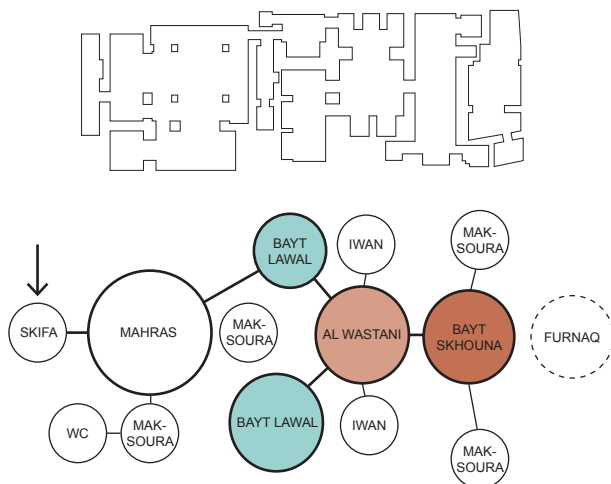 BAYT
LAWAL
IWAN
MAK-
SOURA
SKIFA
MAHRAS
MAK-
SOURA
AL WASTANI
BAYT
SKHOUNA
FURNAQ
WC
MAK-
SOURA
BAYT LAWAL
IWAN
MAK-
SOURA